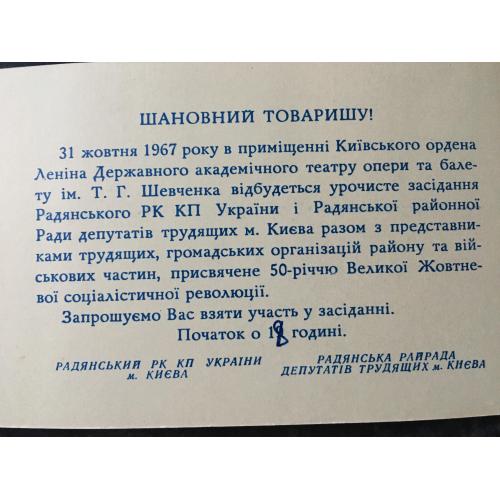 ШАНОВНИЙ ТОВАРИШУ!
31 жовтня 1967 року в приміщенні Київського ордена
Леніна Державного академічного театру опери та бале-
ту ім. Т. Г. Шевченка відбудеться урочисте засідання
Радянського РК КП України і Радянської районної
Ради депутатів трудящих м. Києва разом з представни-
ками трудящих, громадських організацій району та вій-
ськових частин, присвячене 50-річчю Великої Жовтне-
вої соціалістичної революції.
Запрошуємо Вас взяти участь у засіданні.
Початок о 18 годині.
РАДЯНСЬКИЙ РК КП УКРАЇНИ
м. КИЄВА
РАДЯНСЬКА РАЙРАДА
ДЕПУТАТІВ ТРУДЯЩИХ м. КИЄВА